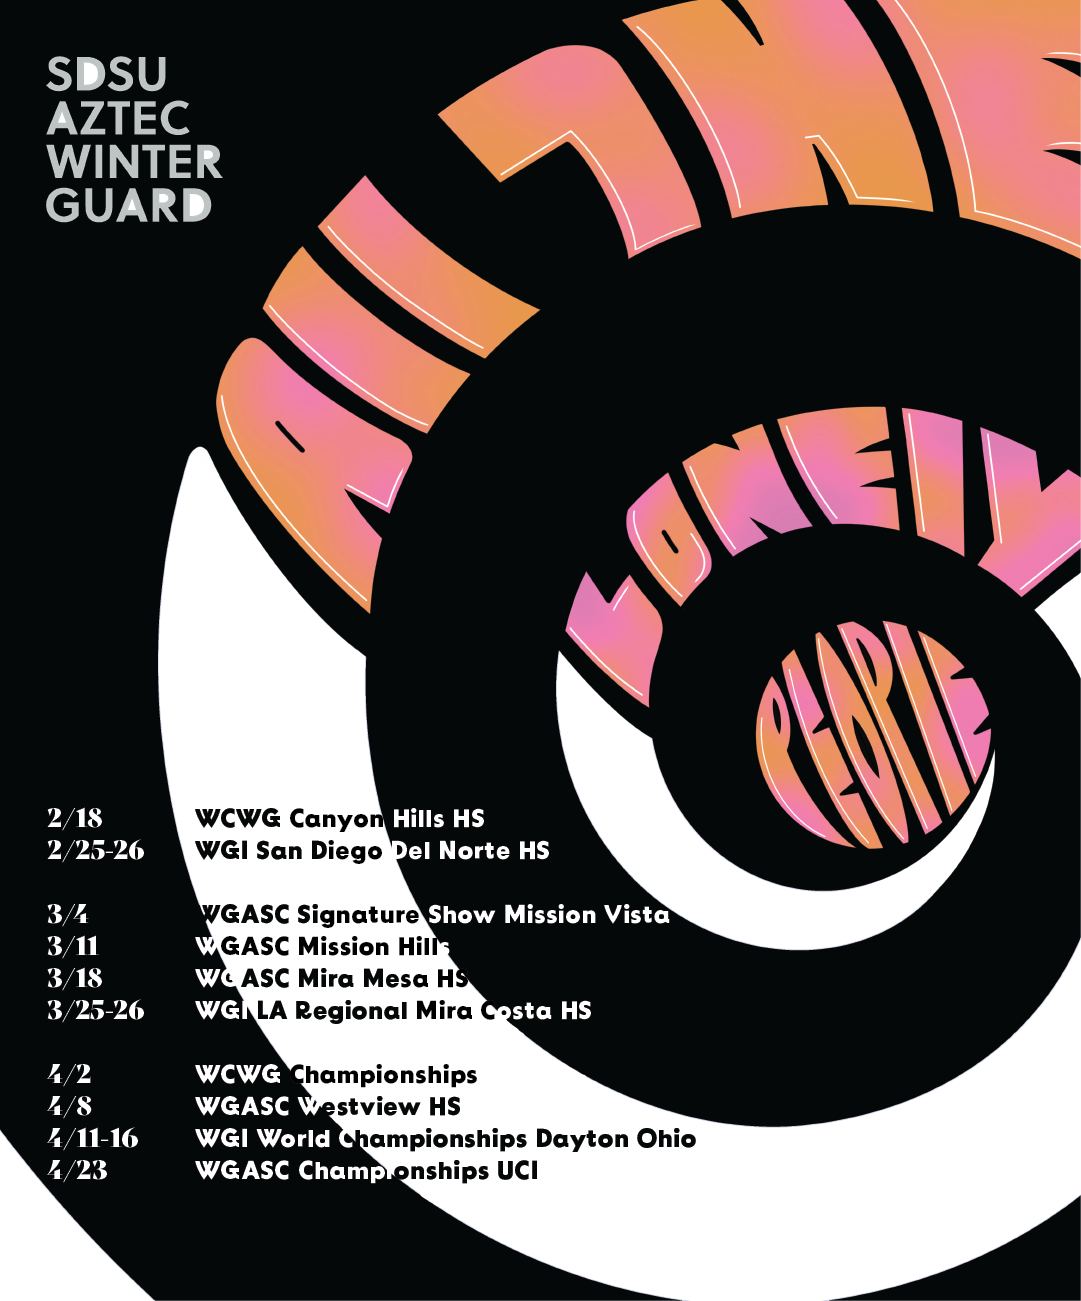 SDSU
AZTEC
WINTER
GUARD
All THE
lONElY
PEOPlE
2/18 WCWG Canyon Hills HS
2/25-26 WGI San Diego Del Norte HS
3/4 WGASC Signature Show Mission Vista
3/11 WGASC Mission Hills
3/18 WGASC Mira Mesa HS
3/25-26 WGI LA Regional Mira Costa HS
4/2 WCWG Championships
4/8 WGASC Westview HS
4/11-16 WGI World Championships Dayton Ohio
4/23 WGASC Championships UCI